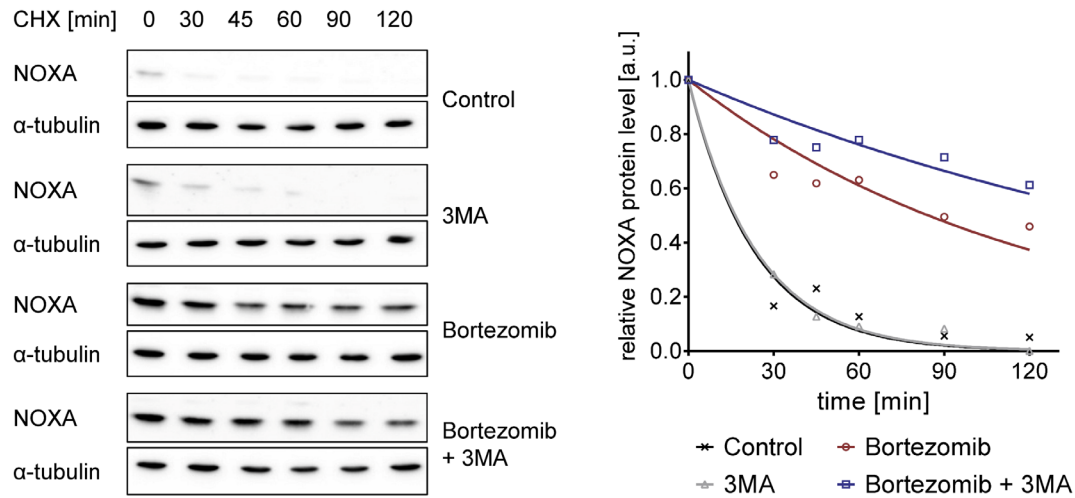 CHX [min] 0 30 45 60 90 120
NOXA
α-tubulin
Control
NOXA
α-tubulin
3MA
NOXA
α-tubulin
Bortezomib
NOXA
α-tubulin
Bortezomib
+ 3MA
relative NOXA protein level [a.u.]
1.0
0.8
0.6
0.4
0.2
0.0
0 30 60 90 120
time [min]
Control Bortezomib
3MA Bortezomib + 3MA